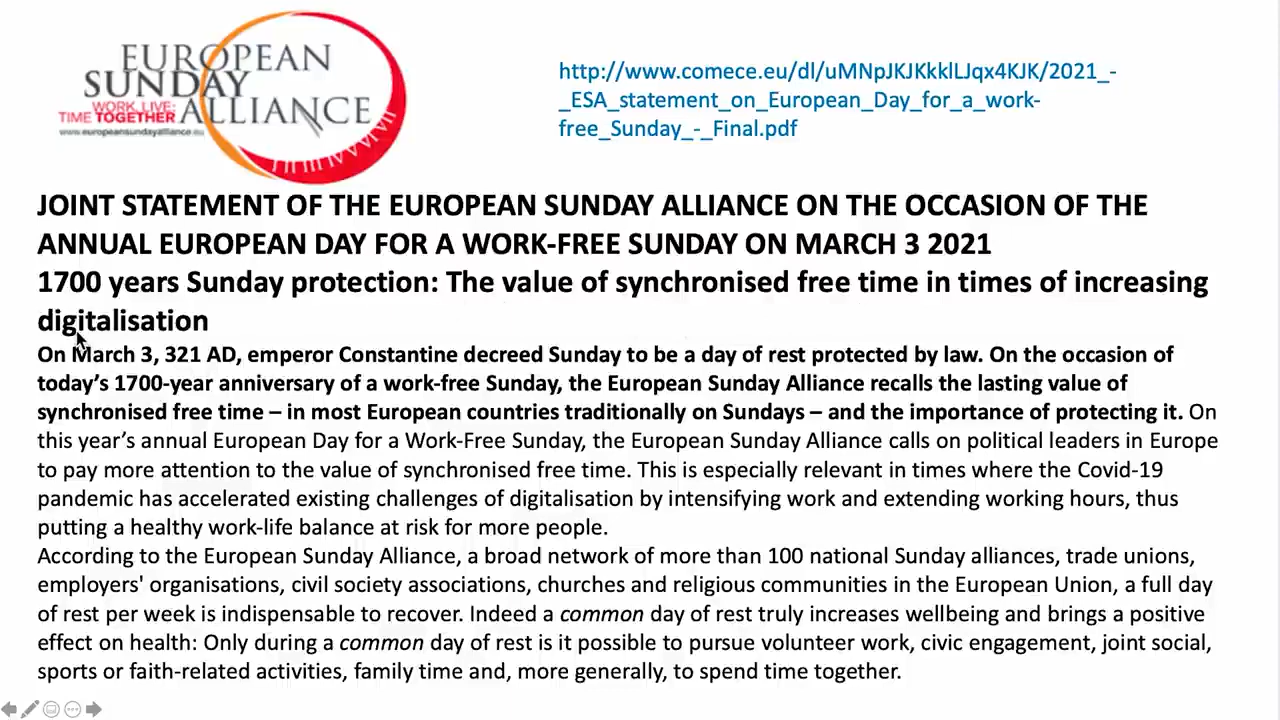 EUROPEAN
SUNDAY
WORK. LIVE.
TIME TOGETHER
ALLIANCE
www.europeansundayalliance.eu
http://www.comece.eu/dl/uMNpJKJKkklLJqx4KJK/2021_-
_ESA_statement_on_European_Day_for_a_work-
free_Sunday_-_Final.pdf
JOINT STATEMENT OF THE EUROPEAN SUNDAY ALLIANCE ON THE OCCASION OF THE
ANNUAL EUROPEAN DAY FOR A WORK-FREE SUNDAY ON MARCH 3 2021
1700 years Sunday protection: The value of synchronised free time in times of increasing
digitalisation
On March 3, 321 AD, emperor Constantine decreed Sunday to be a day of rest protected by law. On the occasion of
today's 1700-year anniversary of a work-free Sunday, the European Sunday Alliance recalls the lasting value of
synchronised free time – in most European countries traditionally on Sundays – and the importance of protecting it. On
this year's annual European Day for a Work-Free Sunday, the European Sunday Alliance calls on political leaders in Europe
to pay more attention to the value of synchronised free time. This is especially relevant in times where the Covid-19
pandemic has accelerated existing challenges of digitalisation by intensifying work and extending working hours, thus
putting a healthy work-life balance at risk for more people.
According to the European Sunday Alliance, a broad network of more than 100 national Sunday alliances, trade unions,
employers' organisations, civil society associations, churches and religious communities in the European Union, a full day
of rest per week is indispensable to recover. Indeed a common day of rest truly increases wellbeing and brings a positive
effect on health: Only during a common day of rest is it possible to pursue volunteer work, civic engagement, joint social,
sports or faith-related activities, family time and, more generally, to spend time together.